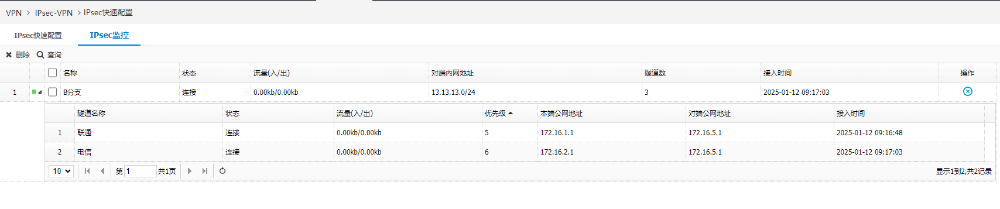 VPN > IPsec-VPN > IPsec快速配置
IPsec快速配置 IPsec监控
删除 查询
名称 状态 流量(入/出) 对端内网地址 隧道数 接入时间 操作
1 B分支 连接 0.00kb/0.00kb 13.13.13.0/24 3 2025-01-12 09:17:03
隧道名称 状态 流量(入/出) 优先级 本端公网地址 对端公网地址 接入时间
1 联通 连接 0.00kb/0.00kb 5 172.16.1.1 172.16.5.1 2025-01-12 09:16:48
2 电信 连接 0.00kb/0.00kb 6 172.16.2.1 172.16.5.1 2025-01-12 09:17:03
10 第 1 共1页 显示1到2,共2记录